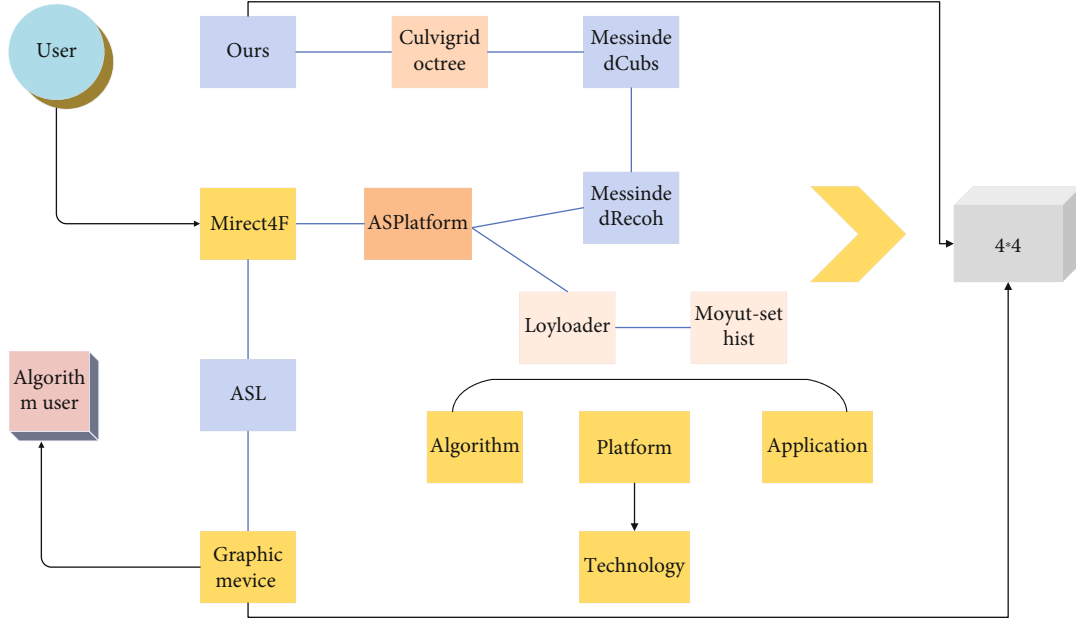 User
Ours
Culvigrid
octree
Messinde
dCubs
Mirect4F
ASPlatform
Messinde
dRecoh
4*4
Loyloader
Moyut-set
hist
Algorith
m user
ASL
Algorithm
Platform
Application
Graphic
mevice
Technology